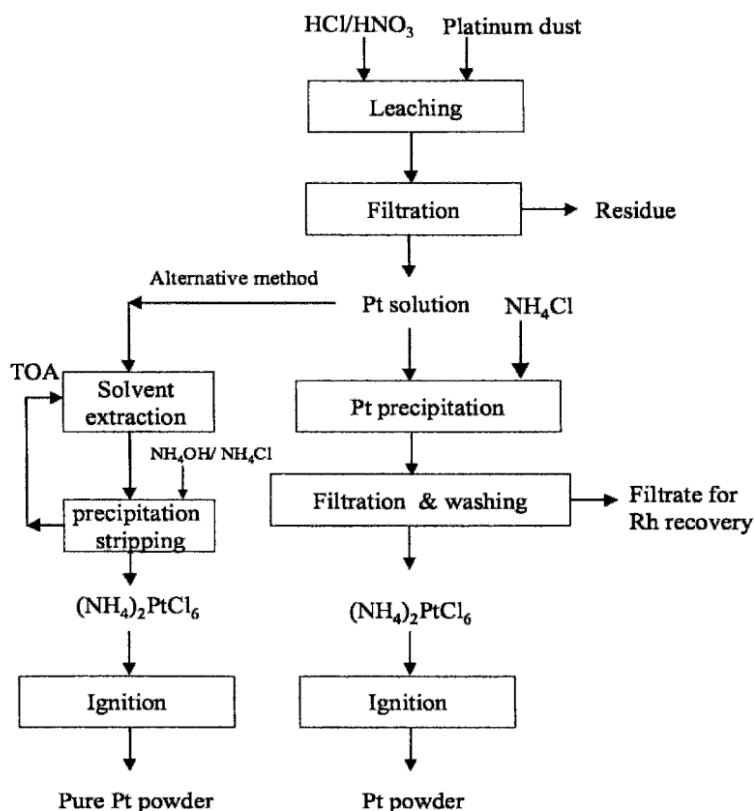 HCl/HNO₃ Platinum dust
Leaching
Filtration
Residue
Alternative method
Pt solution
NH₄Cl
TOA
Solvent
extraction
Pt precipitation
NH₄OH/ NH₄Cl
precipitation
stripping
Filtration & washing
Filtrate for
Rh recovery
(NH₄)₂PtCl₆
(NH₄)₂PtCl₆
Ignition
Ignition
Pure Pt powder
Pt powder